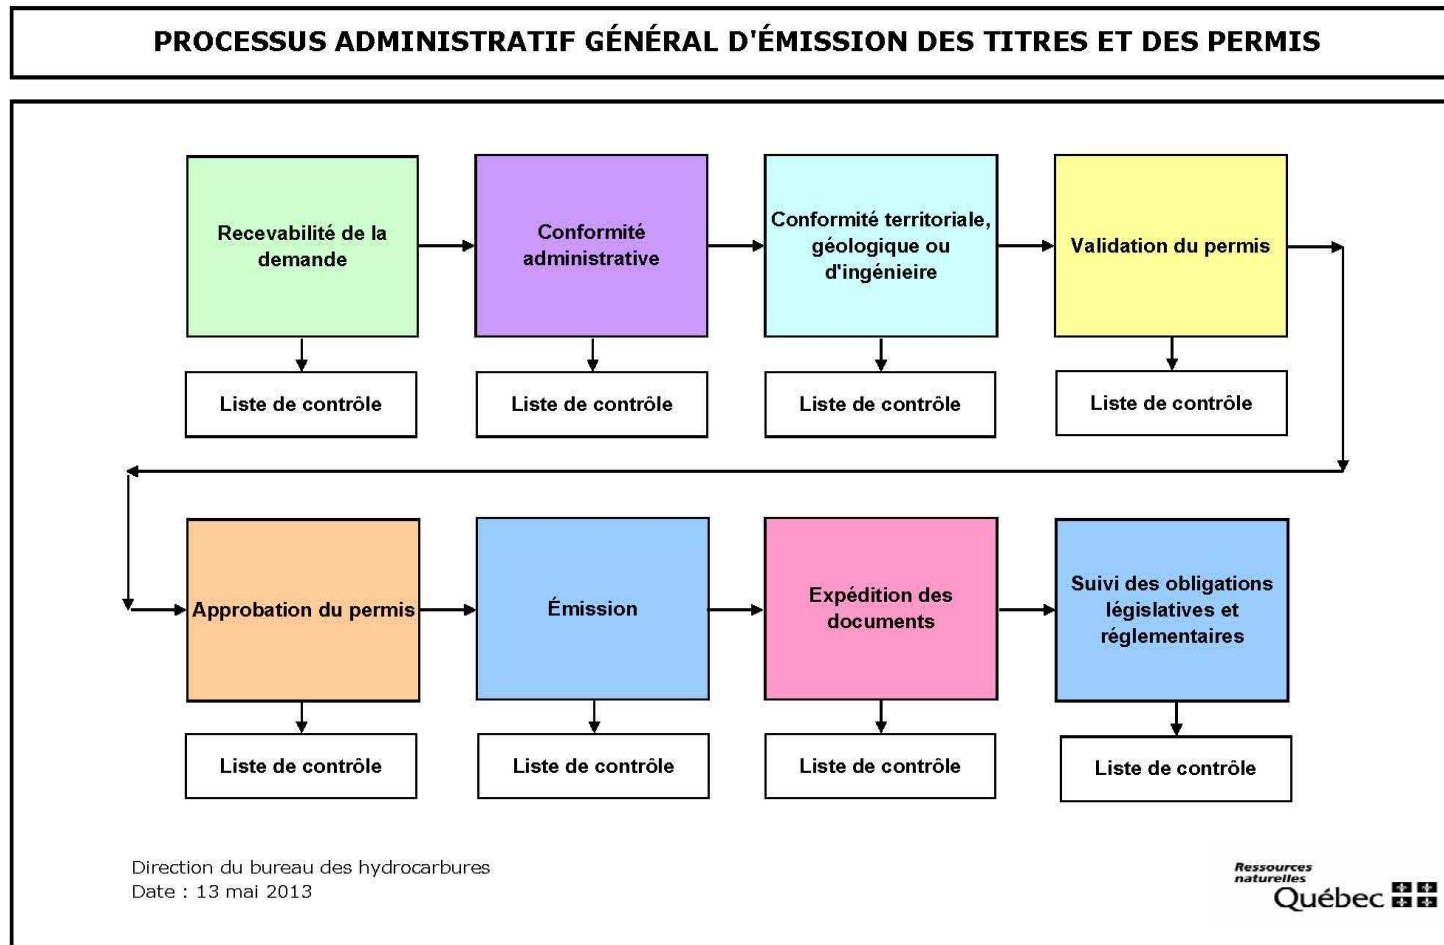 PROCESSUS ADMINISTRATIF GÉNÉRAL D'ÉMISSION DES TITRES ET DES PERMIS
Recevabilité de la
demande
Conformité
administrative
Conformité territoriale,
géologique ou
d'ingénieire
Validation du permis
Liste de contrôle
Liste de contrôle
Liste de contrôle
Liste de contrôle
Approbation du permis
Émission
Expédition des
documents
Suivi des obligations
législatives et
réglementaires
Liste de contrôle
Liste de contrôle
Liste de contrôle
Liste de contrôle
Direction du bureau des hydrocarbures
Date : 13 mai 2013
Ressources
naturelles
Québec